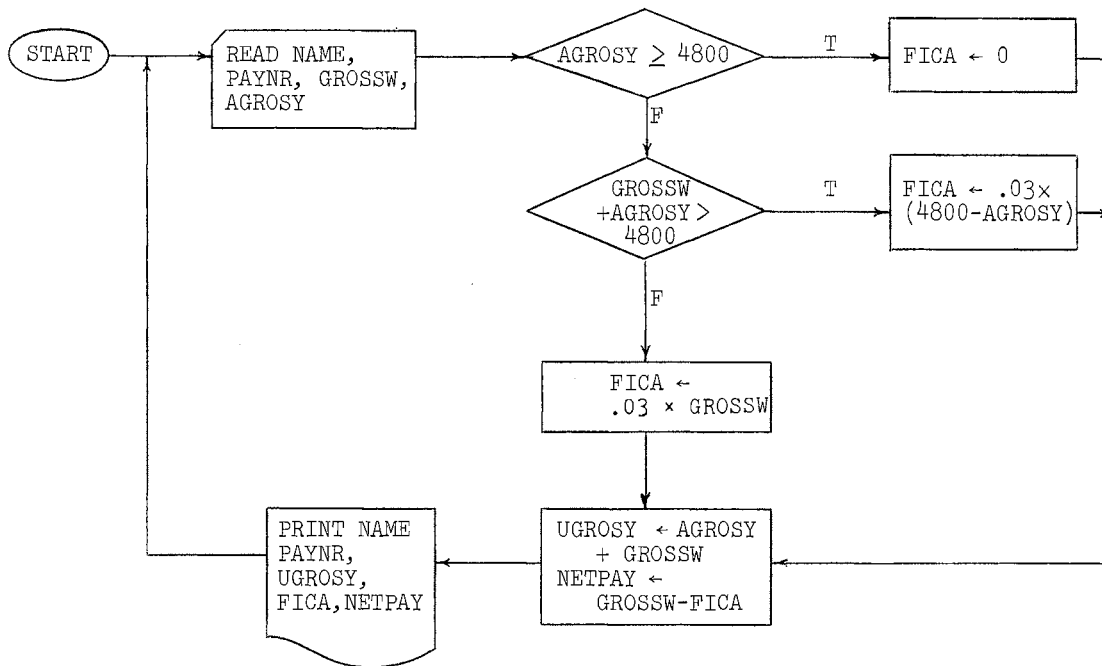 START
READ NAME,
PAYNR, GROSSW,
AGROSY
AGROSY ≥ 4800
T
FICA ← 0
F
GROSSW
+AGROSY >
4800
T
FICA ← .03×
(4800-AGROSY)
F
FICA ←
.03 × GROSSW
UGROSY ← AGROSY
+ GROSSW
NETPAY ←
GROSSW-FICA
PRINT NAME
PAYNR,
UGROSY,
FICA,NETPAY